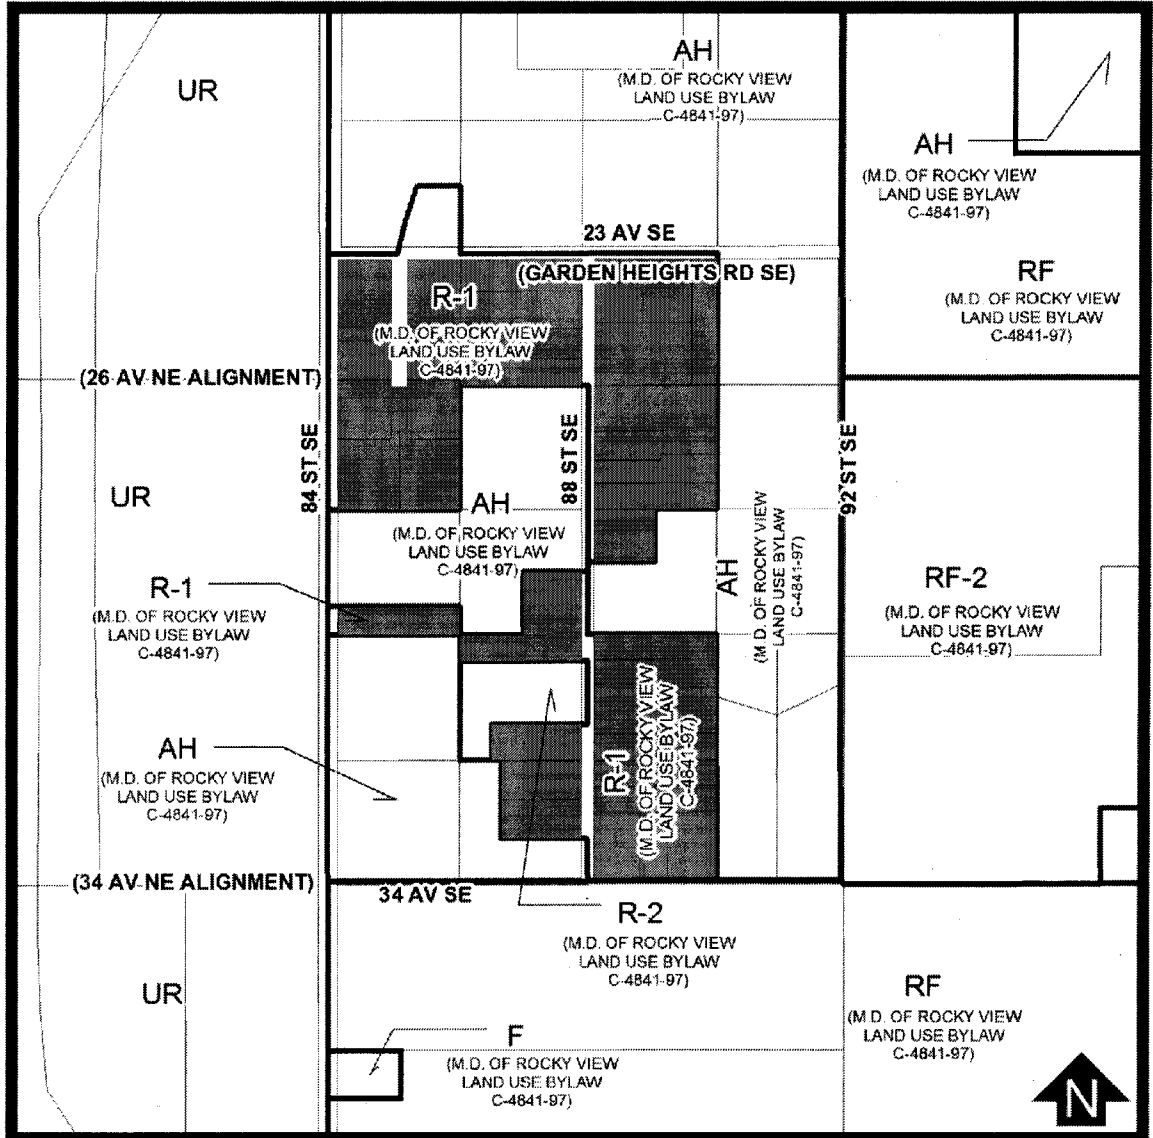 UR
AH
(M.D. OF ROCKY VIEW
LAND USE BYLAW
C-4841-97)
AH
(M.D. OF ROCKY VIEW
LAND USE BYLAW
C-4841-97)
23 AV SE
(GARDEN HEIGHTS RD SE)
RF
(M.D. OF ROCKY VIEW
LAND USE BYLAW
C-4841-97)
R-1
(M.D. OF ROCKY VIEW
LAND USE BYLAW
C-4841-97)
(26 AV NE ALIGNMENT)
84 ST SE
88 ST SE
92 ST SE
UR
AH
(M.D. OF ROCKY VIEW
LAND USE BYLAW
C-4841-97)
AH
(M.D. OF ROCKY VIEW
LAND USE BYLAW
C-4841-97)
R-1
(M.D. OF ROCKY VIEW
LAND USE BYLAW
C-4841-97)
RF-2
(M.D. OF ROCKY VIEW
LAND USE BYLAW
C-4841-97)
R-1
(M.D. OF ROCKY VIEW
LAND USE BYLAW
C-4841-97)
AH
(M.D. OF ROCKY VIEW
LAND USE BYLAW
C-4841-97)
(34 AV NE ALIGNMENT)
34 AV SE
R-2
(M.D. OF ROCKY VIEW
LAND USE BYLAW
C-4841-97)
UR
RF
(M.D. OF ROCKY VIEW
LAND USE BYLAW
C-4841-97)
F
(M.D. OF ROCKY VIEW
LAND USE BYLAW
C-4841-97)
N